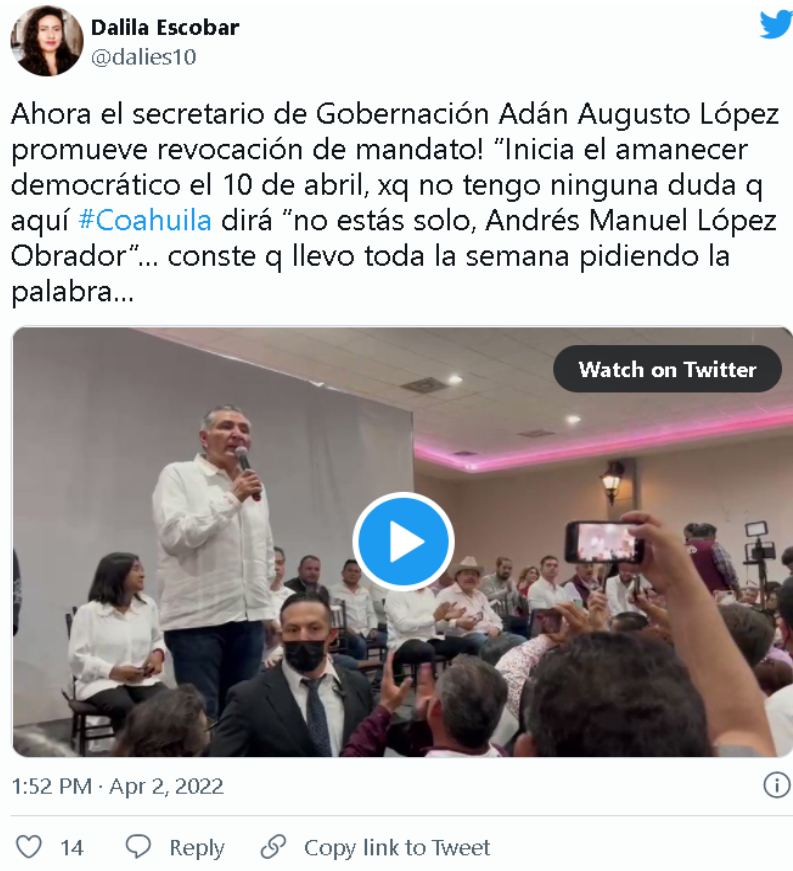 Dalila Escobar
@dalies10
Ahora el secretario de Gobernación Adán Augusto López
promueve revocación de mandato! “Inicia el amanecer
democrático el 10 de abril, xq no tengo ninguna duda q
aquí #Coahuila dirá “no estás solo, Andrés Manuel López
Obrador”... conste q llevo toda la semana pidiendo la
palabra...
Watch on Twitter
1:52 PM · Apr 2, 2022
14 Reply Copy link to Tweet